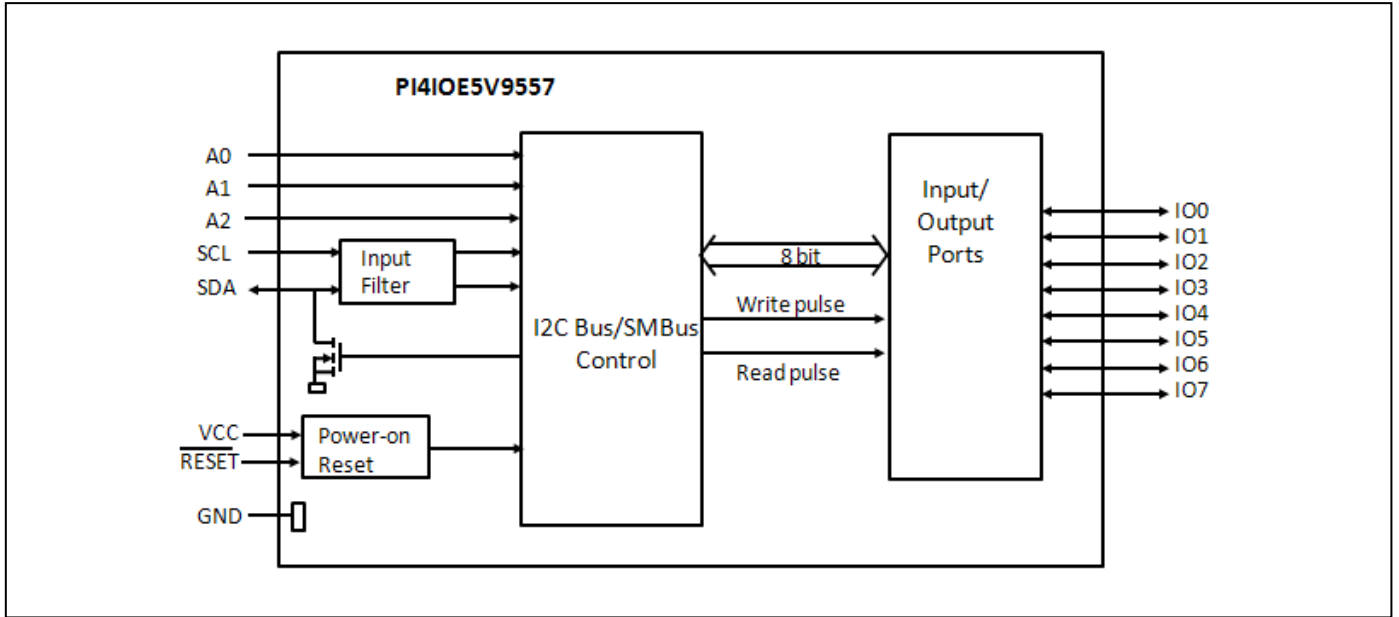 PI4IOE5V9557
A0
A1
A2
SCL
SDA
Input
Filter
I2C Bus/SMBus
Control
VCC
RESET
Power-on
Reset
GND
8 bit
Write pulse
Read pulse
Input/
Output
Ports
IO0
IO1
IO2
IO3
IO4
IO5
IO6
IO7